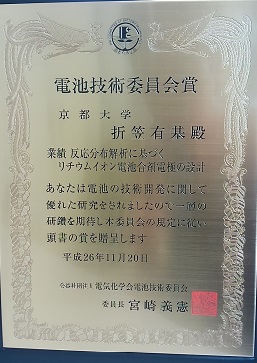 電池技術委員会賞
京都大学
折笠有基殿
業績 反応分布解析に基づく
リチウムイオン電池合剤電極の設計
あなたは電池の技術開発に関して
優れた研究をされましたので一層の
研鑽を期待し本委員会の規定に従い
頭書の賞を贈呈します
平成26年11月20日
公益社団法人 電気化学会電池技術委員会
委員長 宮崎義憲